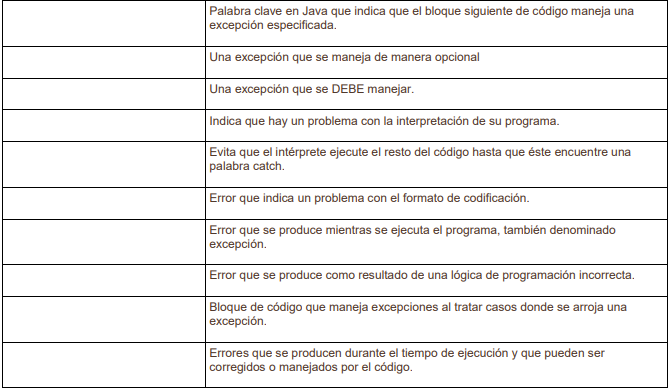 Palabra clave en Java que indica que el bloque siguiente de código maneja una
excepción especificada.
Una excepción que se maneja de manera opcional
Una excepción que se DEBE manejar.
Indica que hay un problema con la interpretación de su programa.
Evita que el intérprete ejecute el resto del código hasta que éste encuentre una
palabra catch.
Error que indica un problema con el formato de codificación.
Error que se produce mientras se ejecuta el programa, también denominado
excepción.
Error que se produce como resultado de una lógica de programación incorrecta.
Bloque de código que maneja excepciones al tratar casos donde se arroja una
excepción.
Errores que se producen durante el tiempo de ejecución y que pueden ser
corregidos o manejados por el código.